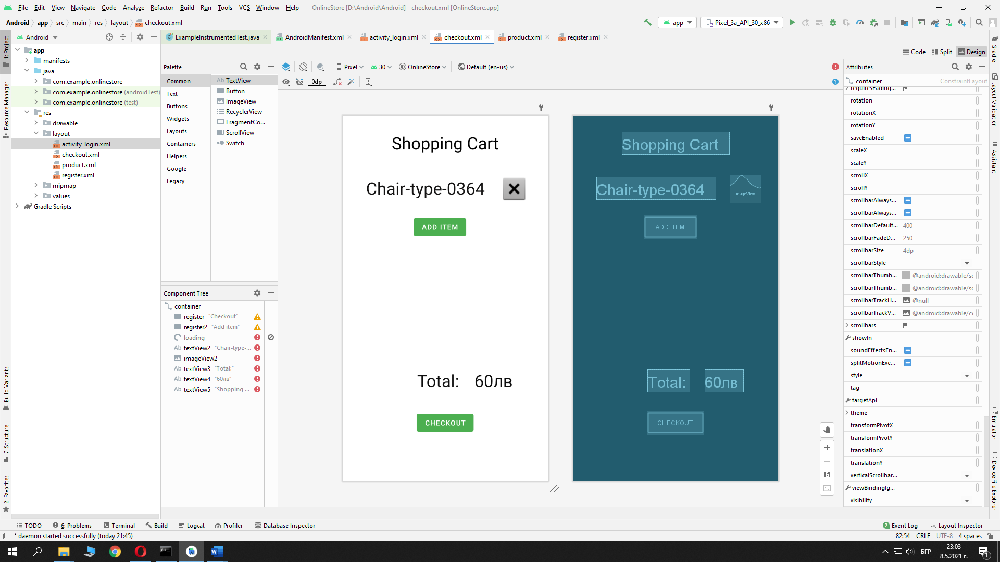 File Edit View Navigate Code Analyze Refactor Build Run Tools VCS Window Help OnlineStore [D:\Android\Android] - checkout.xml [OnlineStore.app]
Android app src main res layout checkout.xml
app Pixel_3a_API_30_x86
Android
ExampleInstrumentedTest.java AndroidManifest.xml activity_login.xml checkout.xml product.xml register.xml
Code Split Design
1: Project
Resource Manager
Build Variants
7: Structure
2: Favorites
app
manifests
java
com.example.onlinestore
com.example.onlinestore (androidTest)
com.example.onlinestore (test)
res
drawable
layout
activity_login.xml
checkout.xml
product.xml
register.xml
mipmap
values
Gradle Scripts
Palette
Common
Text
Buttons
Widgets
Layouts
Containers
Helpers
Google
Legacy
Ab TextView
Button
ImageView
RecyclerView
FragmentCo...
ScrollView
Switch
Component Tree
container
register "Checkout"
register2 "Add item"
loading
Ab textView2 "Chair-type-...
imageView2
Ab textView3 "Total:"
Ab textView4 "60лв"
Ab textView5 "Shopping ...
Pixel 30 OnlineStore Default (en-us)
0dp
Shopping Cart
Chair-type-0364
ADD ITEM
Total: 60лв
CHECKOUT
Shopping Cart
Chair-type-0364
ImageView
ADD ITEM
Total: 60лв
CHECKOUT
1:1
Attributes
container ConstraintLayout
requiresFading...
rotation
rotationX
rotationY
saveEnabled
scaleX
scaleY
scrollX
scrollY
scrollbarAlways...
scrollbarAlways...
scrollbarDefault... 400
scrollbarFadeD... 250
scrollbarSize 4dp
scrollbarStyle
scrollbarThumb... @android:drawable/sc
scrollbarThumb... @android:drawable/sc
scrollbarTrackH... @null
scrollbarTrackV... @android:drawable/co
scrollbars
showIn
soundEffectsEn...
splitMotionEve...
style
tag
targetApi
theme
transformPivotX
transformPivotY
translationX
translationY
verticalScrollbar...
viewBindingIg...
visibility
Gradle
Layout Validation
Assistant
Emulator
Device File Explorer
TODO 6: Problems Terminal Build Logcat Profiler Database Inspector
2 Event Log Layout Inspector
* daemon started successfully (today 21:45)
82:54 CRLF UTF-8 4 spaces
БГР
23:03
8.5.2021 г.
1